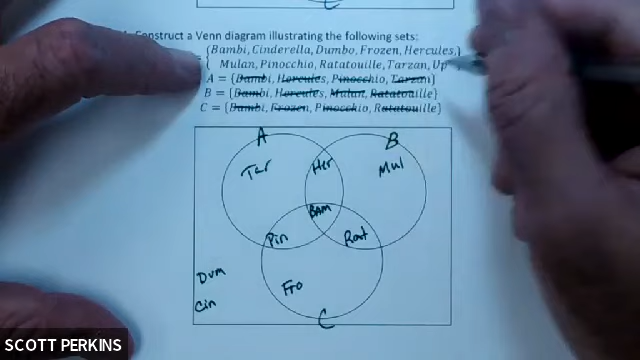 C
Construct a Venn diagram illustrating the following sets:
= {Bambi, Cinderella, Dumbo, Frozen, Hercules,
Mulan, Pinocchio, Ratatouille, Tarzan, Up}
A = {Bambi, Hercules, Pinocchio, Tarzan}
B = {Bambi, Hercules, Mulan, Ratatouille}
C = {Bambi, Frozen, Pinocchio, Ratatouille}
A B
Tar Her Mul
BAM
Pin Rat
Dum
Fro
Cin
C
SCOTT PERKINS